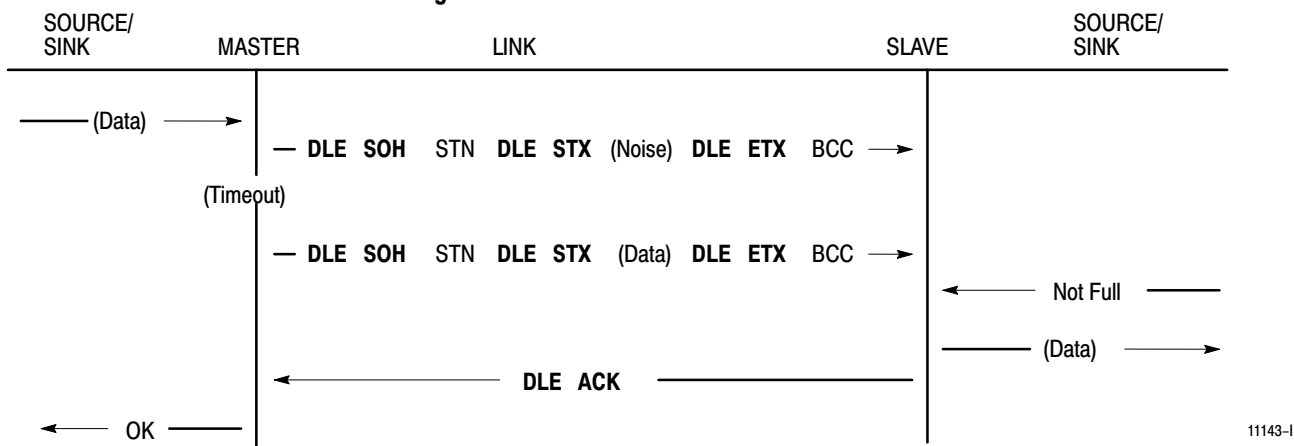 SOURCE/
SINK MASTER LINK SLAVE SOURCE/
SINK
(Data)
DLE SOH STN DLE STX (Noise) DLE ETX BCC
(Timeout)
DLE SOH STN DLE STX (Data) DLE ETX BCC
Not Full
(Data)
DLE ACK
OK
11143–I